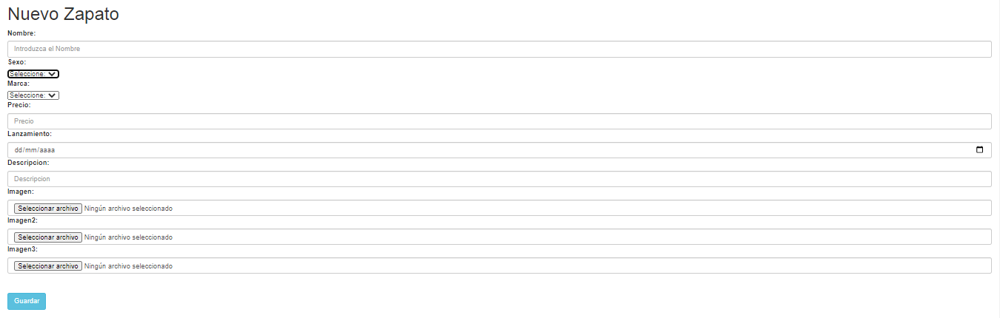 Nuevo Zapato
Nombre:
Introduzca el Nombre
Sexo:
Seleccione:
Marca:
Seleccione:
Precio:
Precio
Lanzamiento:
dd/mm/aaaa
Descripcion:
Descripcion
Imagen:
Seleccionar archivo Ningún archivo seleccionado
Imagen2:
Seleccionar archivo Ningún archivo seleccionado
Imagen3:
Seleccionar archivo Ningún archivo seleccionado
Guardar